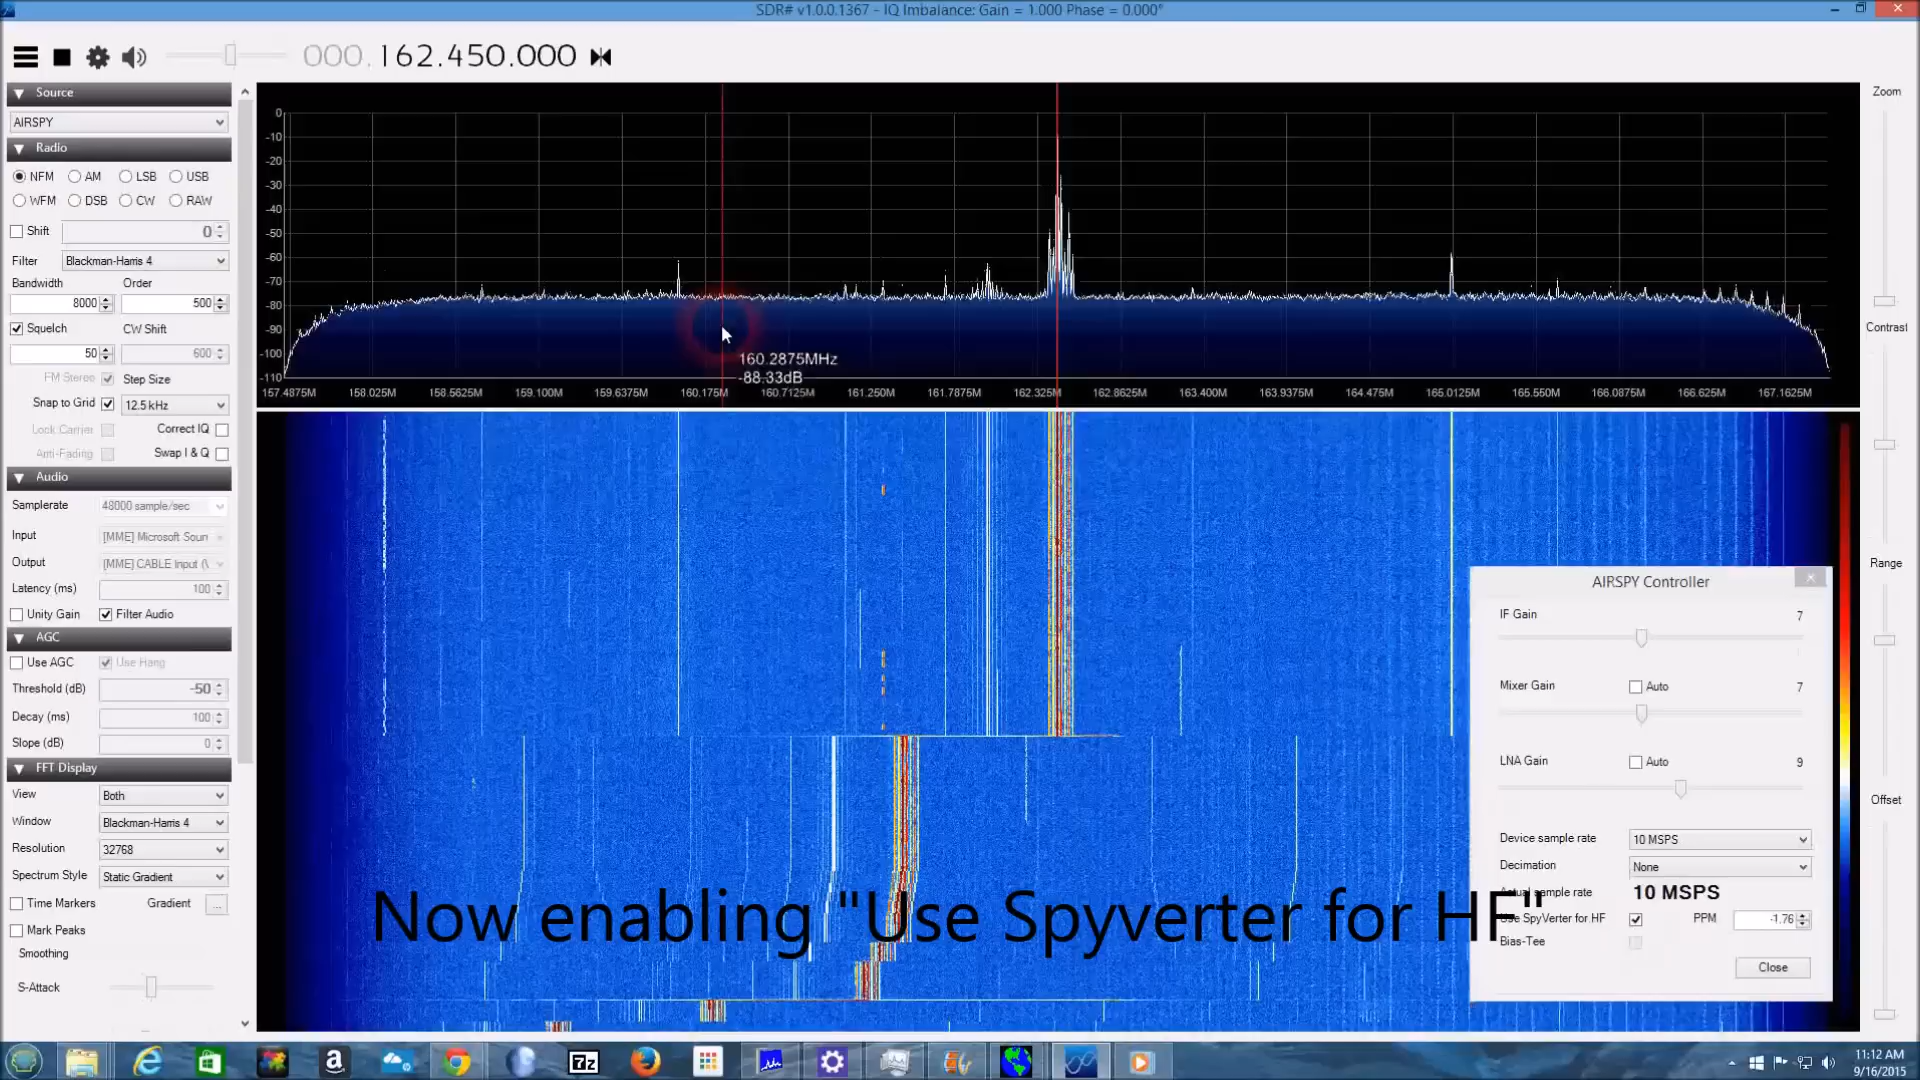 SDR# v1.0.0.1367 - IQ Imbalance: Gain = 1.000 Phase = 0.000°
000.162.450.000
Source
AIRSPY
Radio
NFM AM LSB USB
WFM DSB CW RAW
Shift 0
Filter Blackman-Harris 4
Bandwidth Order
8000 500
Squelch CW Shift
50 600
FM Stereo Step Size
Snap to Grid 12.5 kHz
Lock Carrier Correct IQ
Anti-Fading Swap I & Q
Audio
Samplerate 48000 sample/sec
Input [MME] Microsoft Soun
Output [MME] CABLE Input (V
Latency (ms) 100
Unity Gain Filter Audio
AGC
Use AGC Use Hang
Threshold (dB) -50
Decay (ms) 100
Slope (dB) 0
FFT Display
View Both
Window Blackman-Harris 4
Resolution 32768
Spectrum Style Static Gradient
Time Markers Gradient ...
Mark Peaks
Smoothing
S-Attack
0
-10
-20
-30
-40
-50
-60
-70
-80
-90
-100
-110
160.2875MHz
-88.33dB
157.4875M 158.025M 158.5625M 159.100M 159.6375M 160.175M 160.7125M 161.250M 161.7875M 162.325M 162.8625M 163.400M 163.9375M 164.475M 165.0125M 165.550M 166.0875M 166.625M 167.1625M
Zoom
Contrast
Range
Offset
AIRSPY Controller
IF Gain 7
Mixer Gain Auto 7
LNA Gain Auto 9
Device sample rate 10 MSPS
Decimation None
Actual sample rate 10 MSPS
Use SpyVerter for HF PPM -1.76
Bias-Tee
Close
Now enabling "Use Spyverter for HF"
7z
11:12 AM
9/16/2015